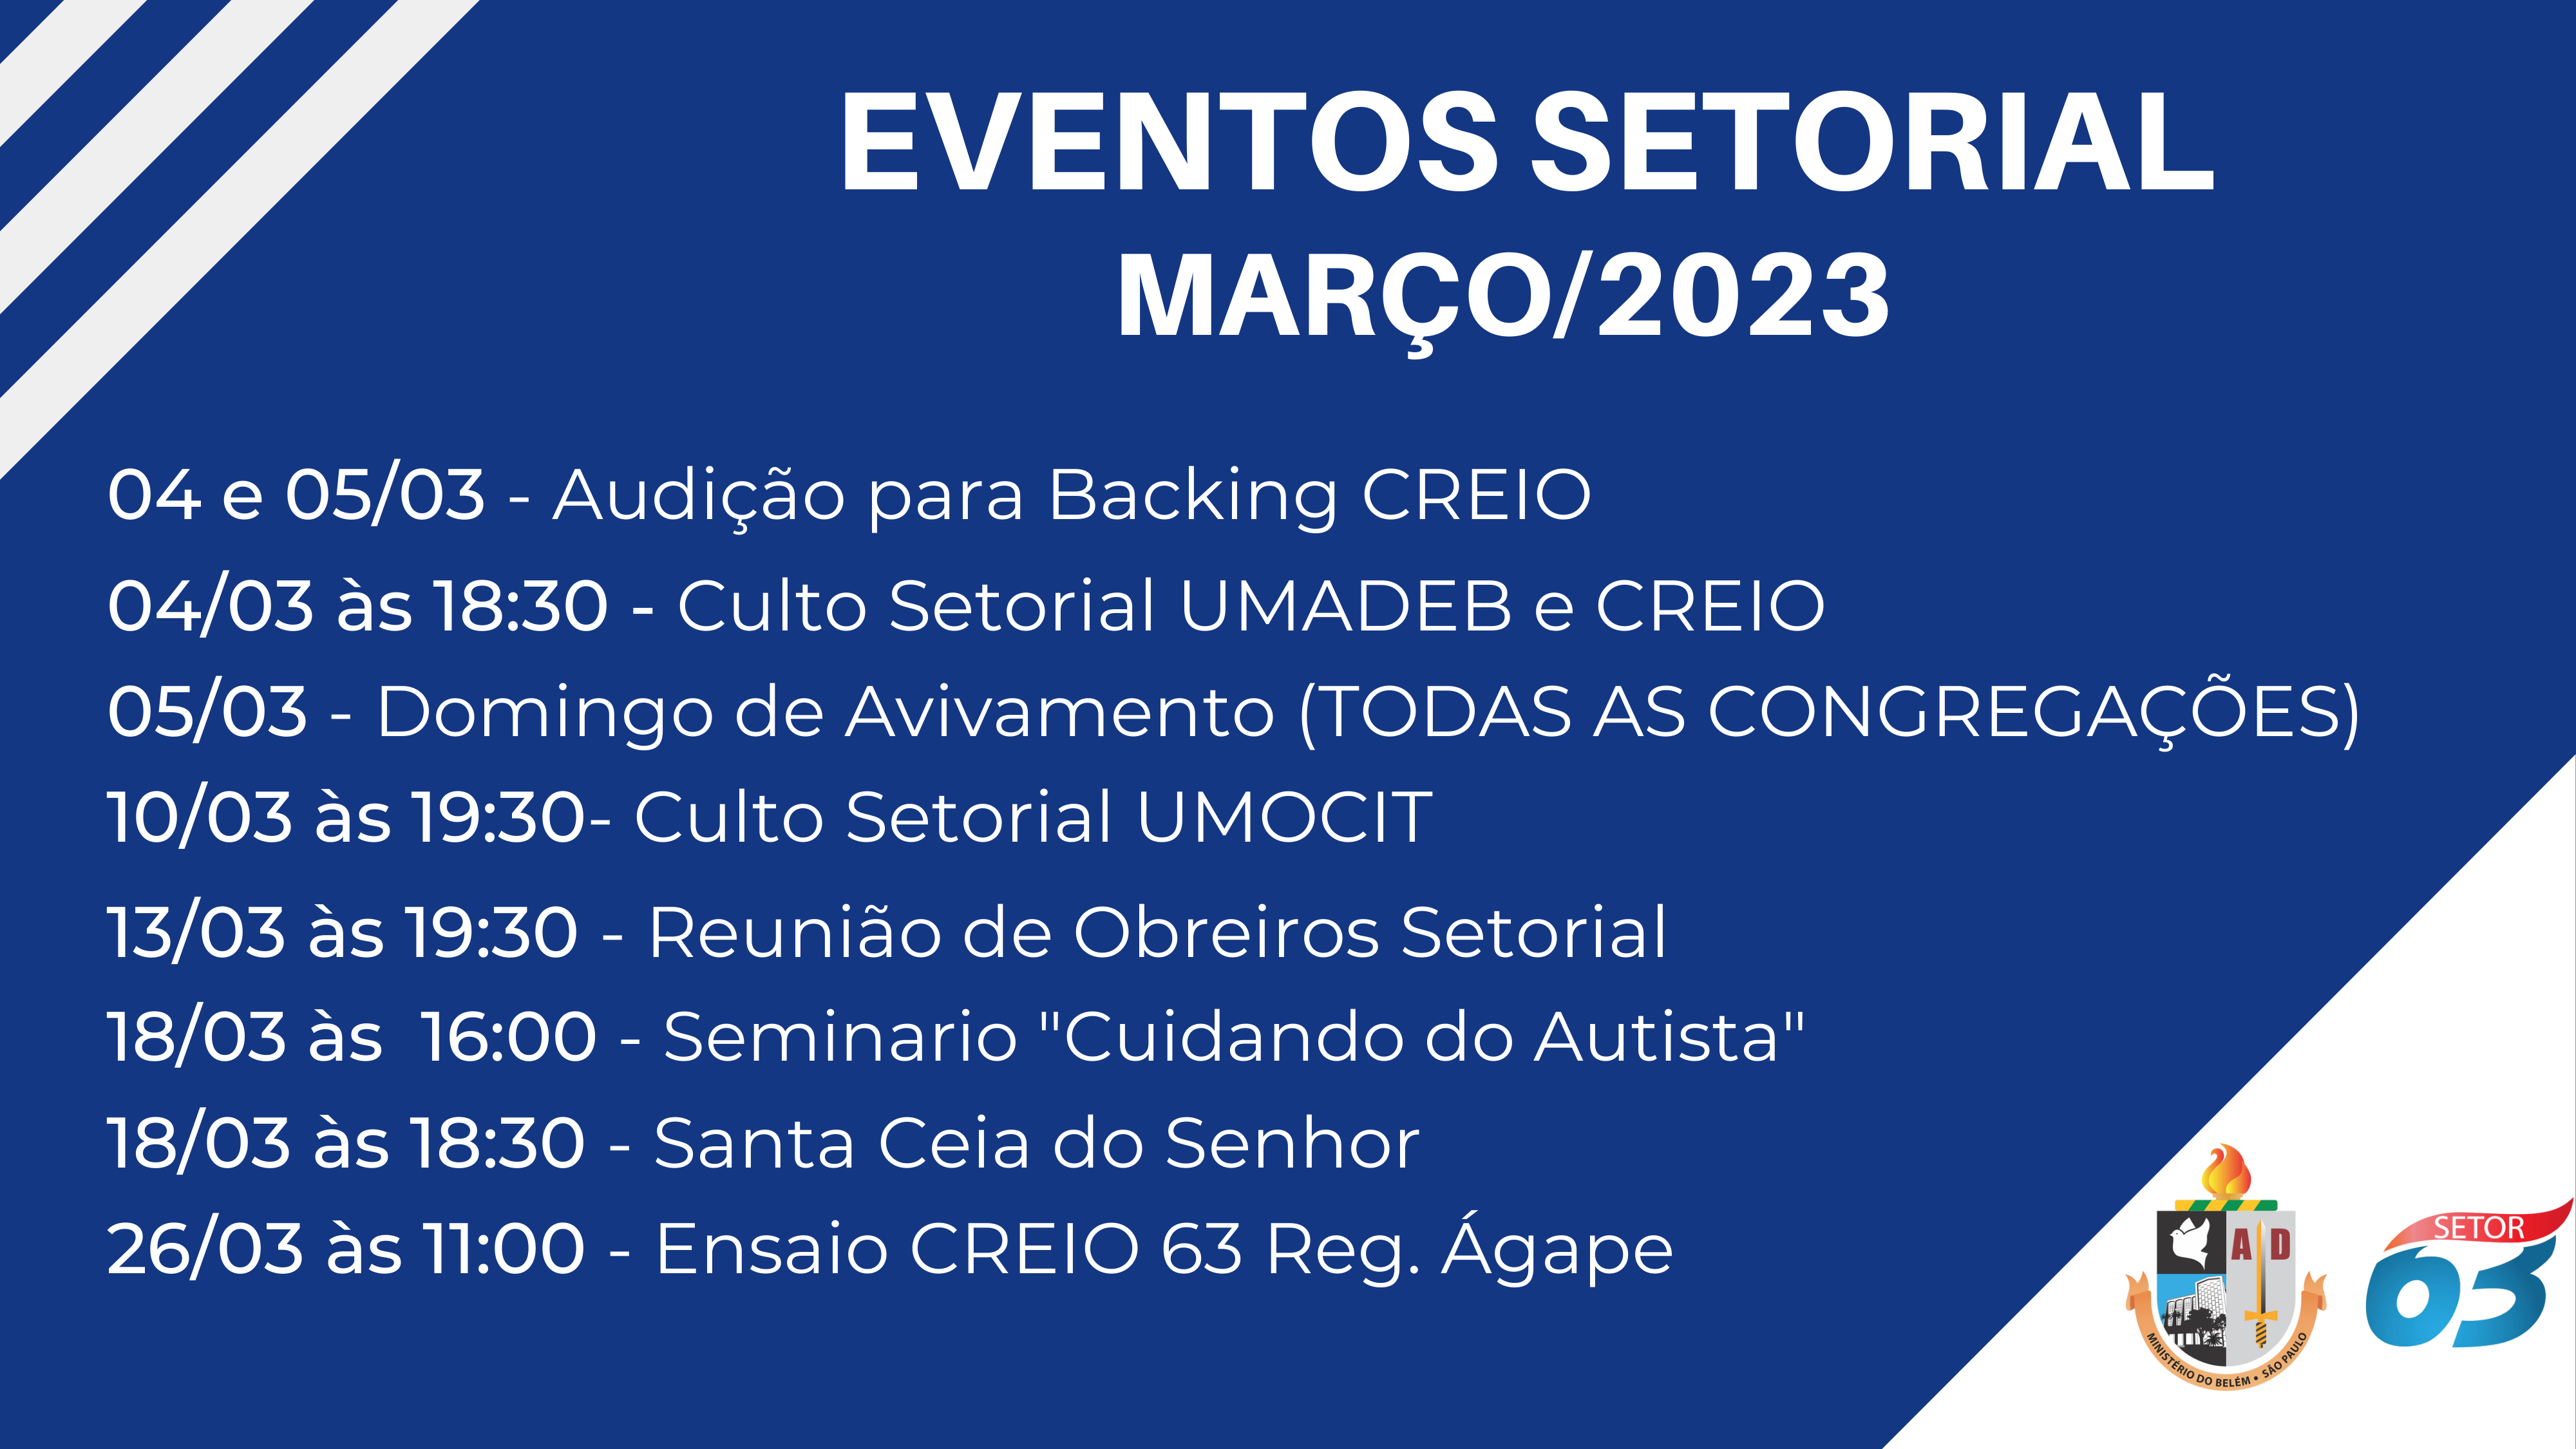 EVENTOS SETORIAL
MARÇO/2023
04 e 05/03 - Audição para Backing CREIO
04/03 às 18:30 - Culto Setorial UMADEB e CREIO
05/03 - Domingo de Avivamento (TODAS AS CONGREGAÇÕES)
10/03 às 19:30- Culto Setorial UMOCIT
13/03 às 19:30 - Reunião de Obreiros Setorial
18/03 às  16:00 - Seminario "Cuidando do Autista"
18/03 às 18:30 - Santa Ceia do Senhor
26/03 às 11:00 - Ensaio CREIO 63 Reg. Ágape
A D
MINISTÉRIO DO BELÉM • SÃO PAULO
SETOR
63